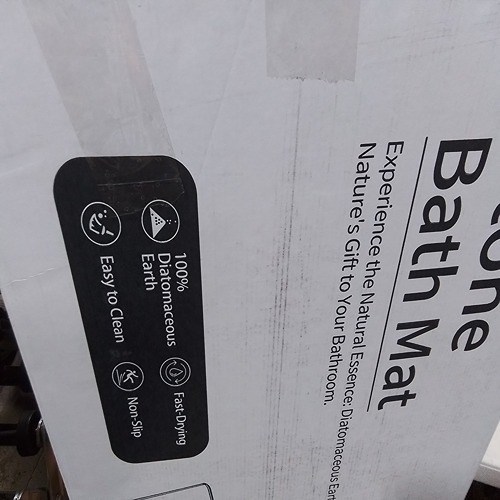 tone
Bath Mat
Experience the Natural Essence: Diatomaceous Ear
Nature's Gift to Your Bathroom.
100%
Diatomaceous
Earth
Fast-Drying
Easy to Clean
Non-Slip